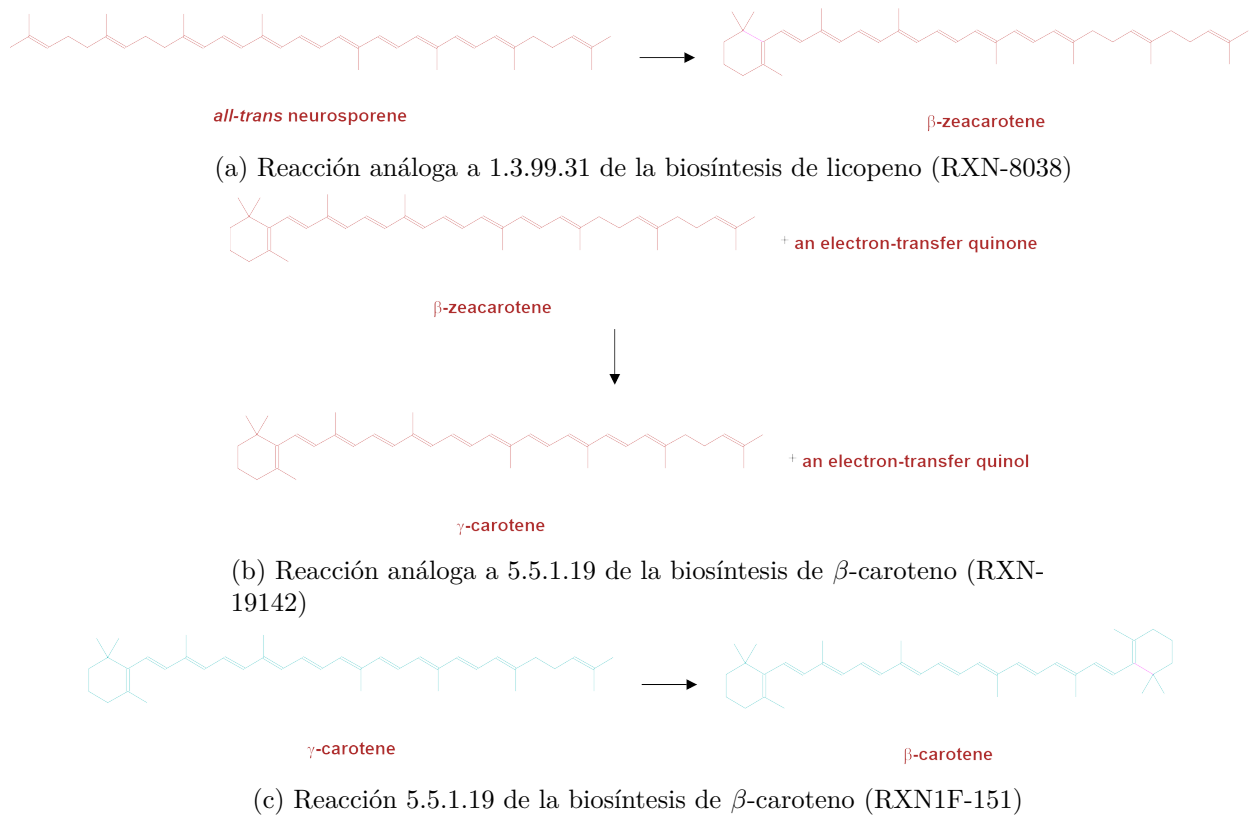 all-trans neurosporene
β-zeacarotene
(a) Reacción análoga a 1.3.99.31 de la biosíntesis de licopeno (RXN-8038)
+ an electron-transfer quinone
β-zeacarotene
+ an electron-transfer quinol
γ-carotene
(b) Reacción análoga a 5.5.1.19 de la biosíntesis de β-caroteno (RXN-
19142)
γ-carotene
β-carotene
(c) Reacción 5.5.1.19 de la biosíntesis de β-caroteno (RXN1F-151)